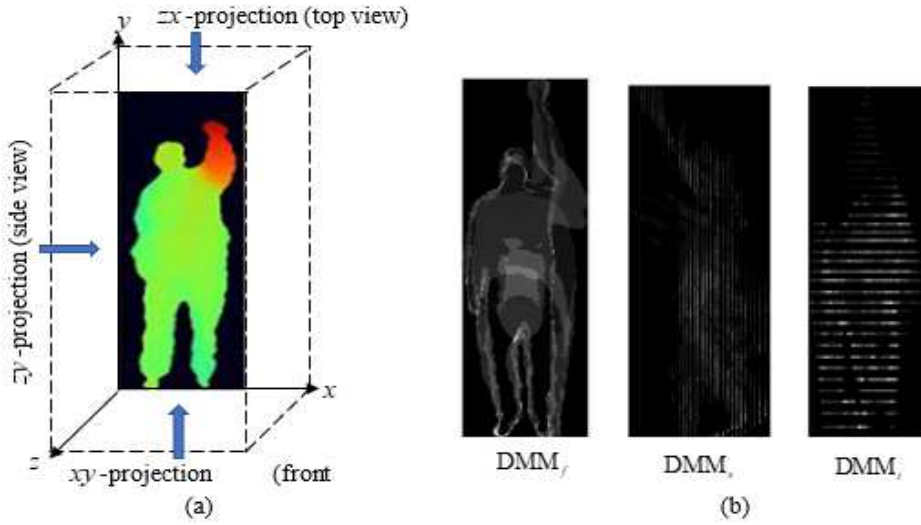 zx-projection (top view)
y
zy-projection (side view)
x
z
xy-projection (front
(a)
DMM_f
DMM_s
DMM_t
(b)